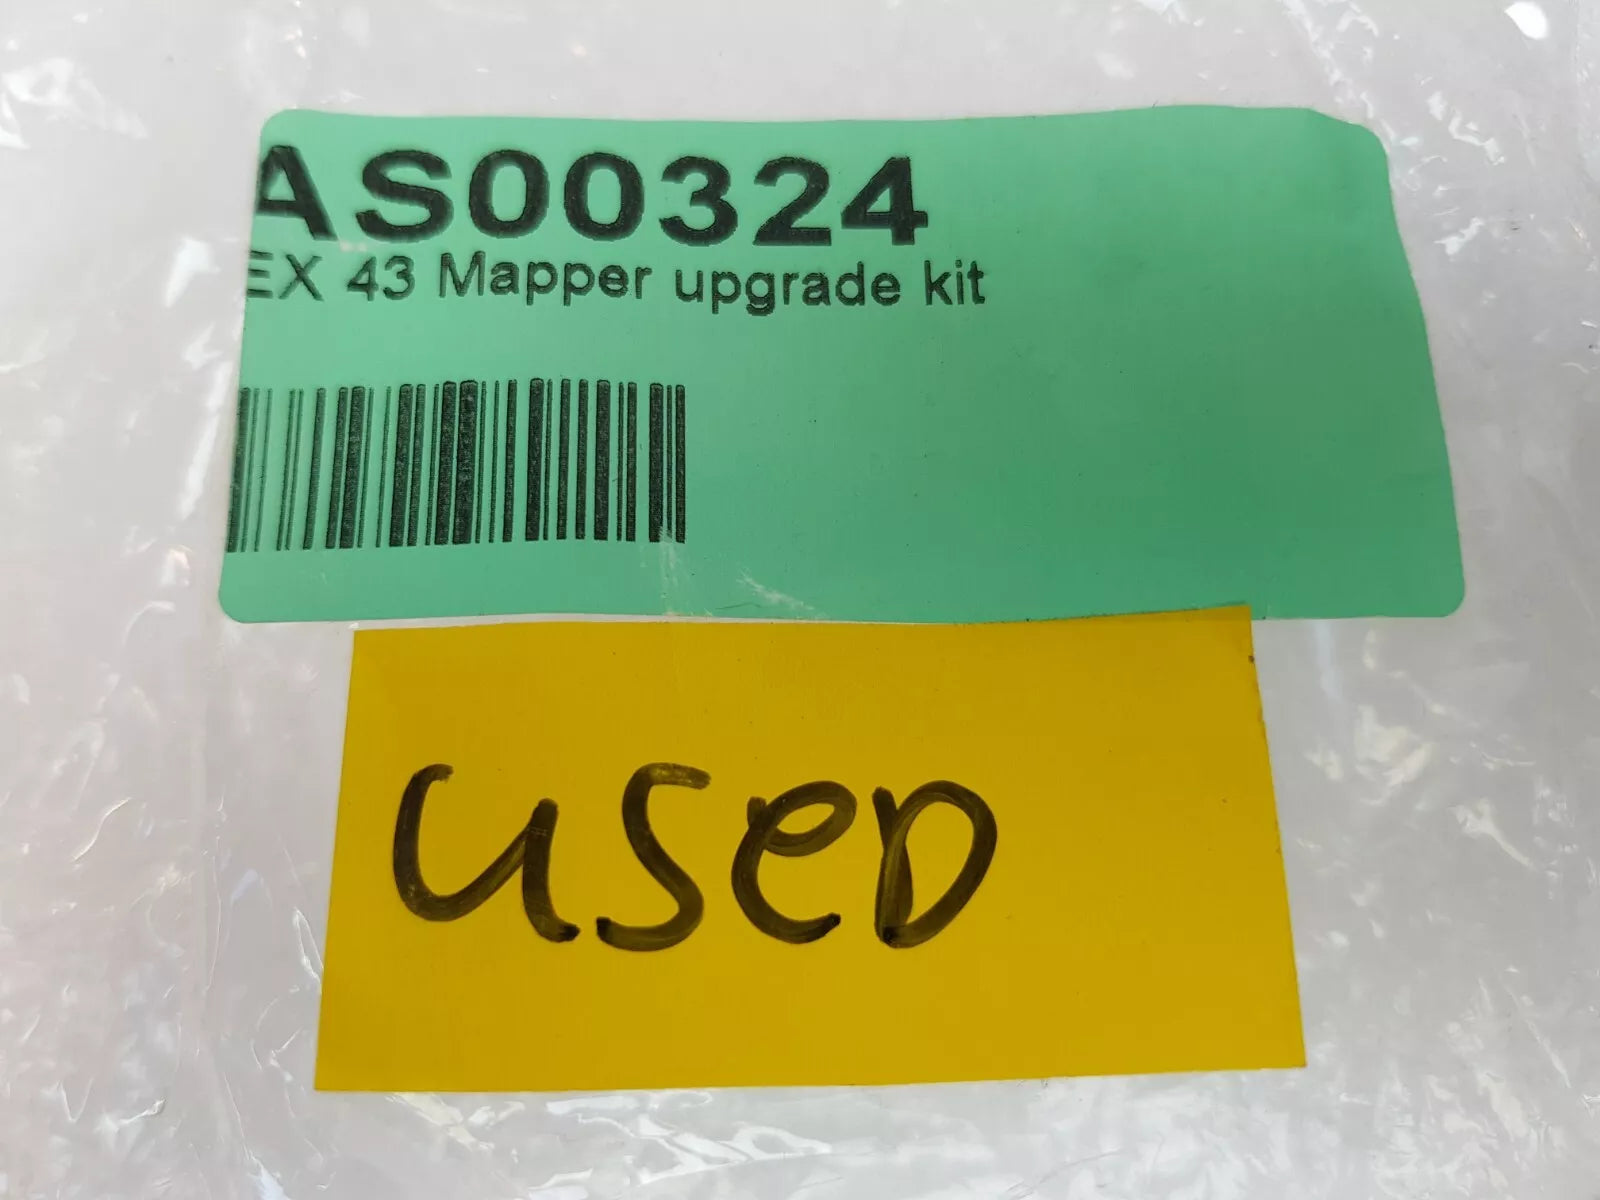 AS00324
EX 43 Mapper upgrade kit
useD